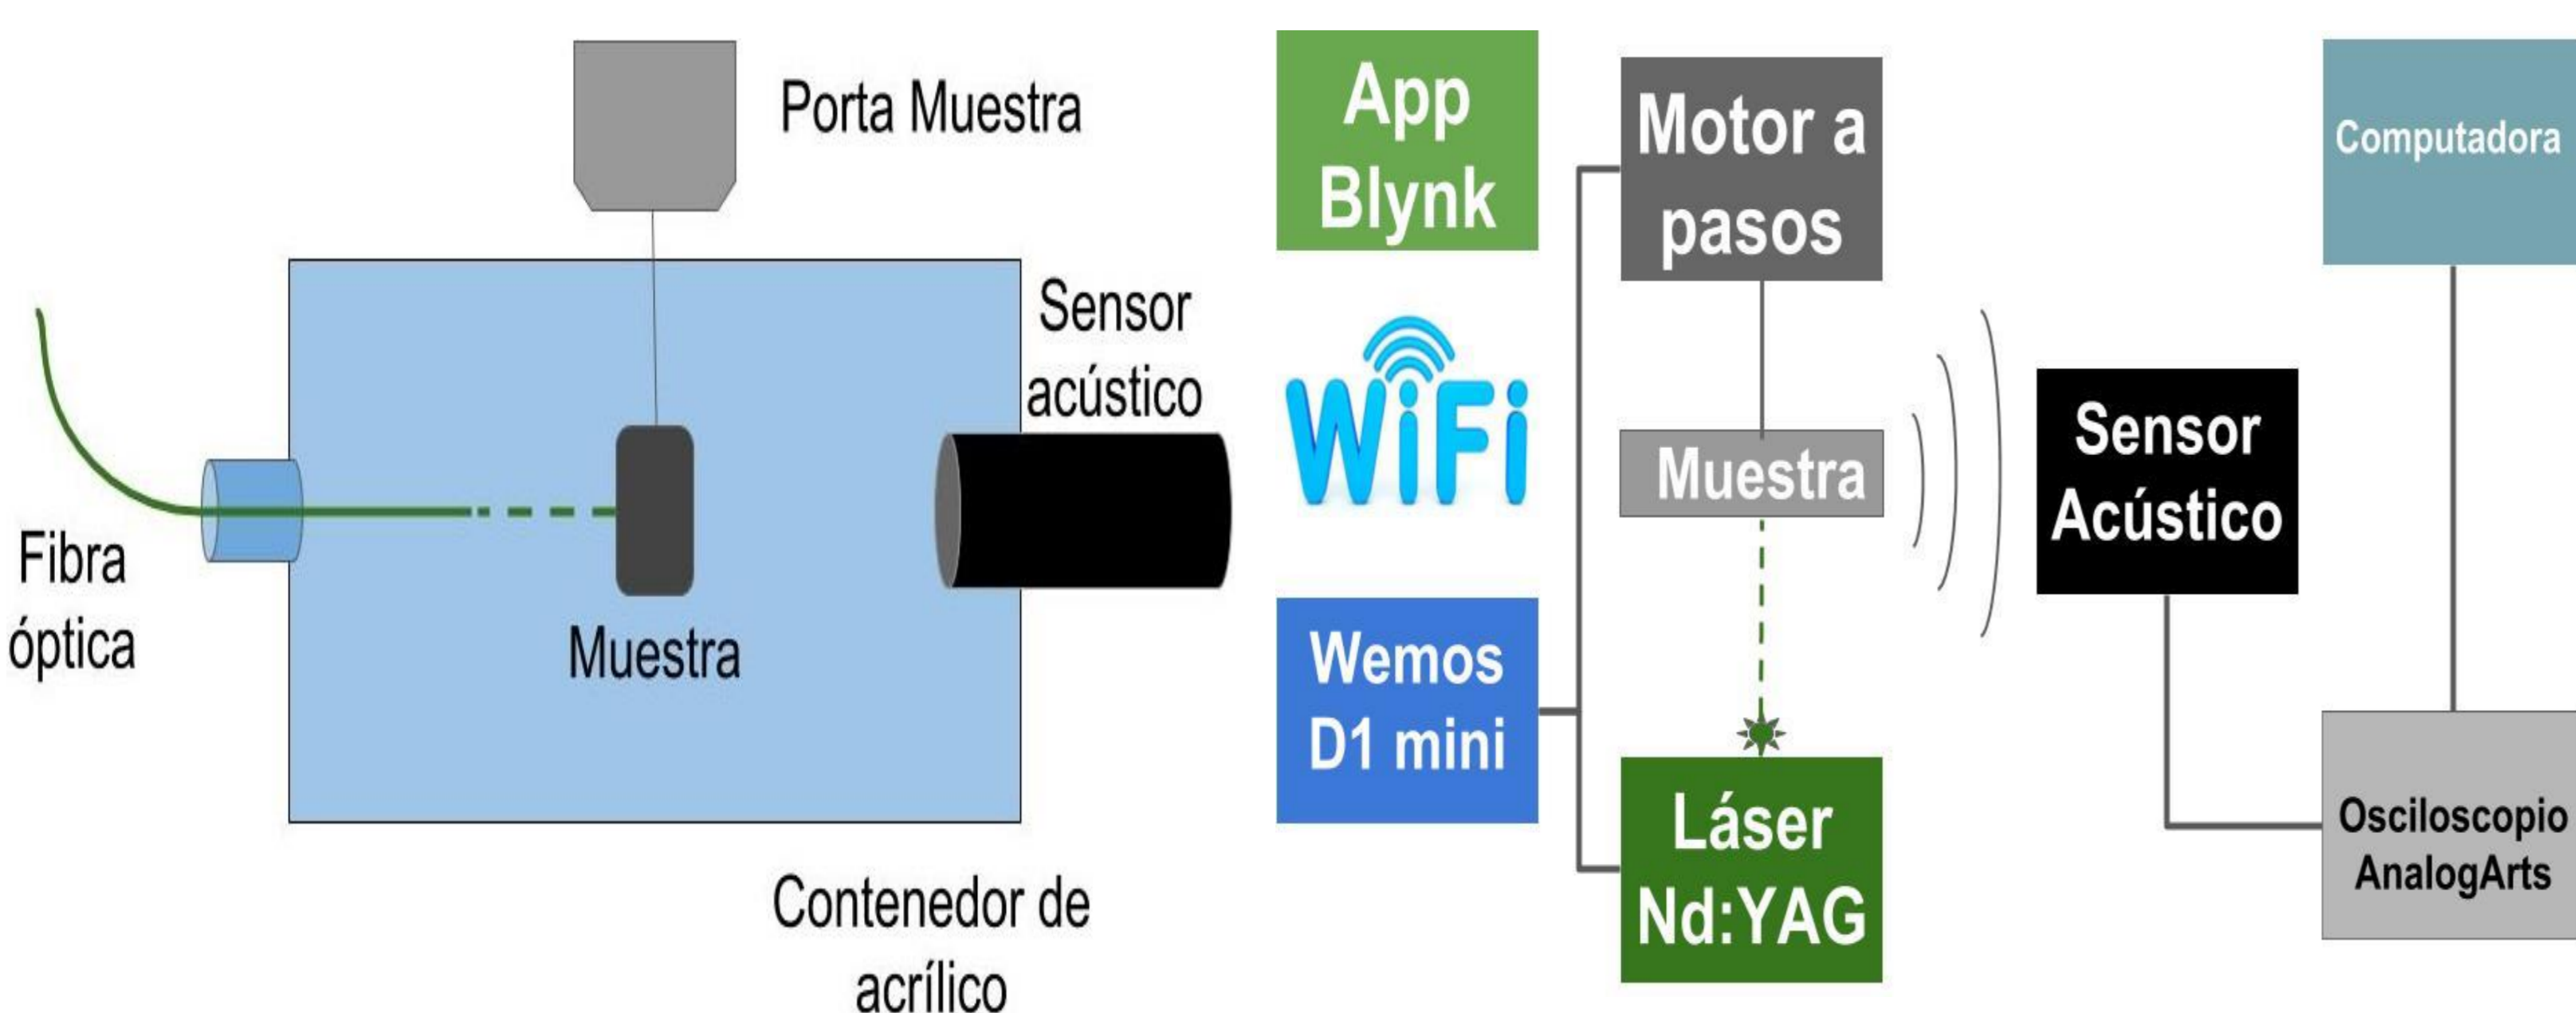 Porta Muestra
Sensor
acústico
Fibra
óptica
Muestra
Contenedor de
acrílico
App
Blynk
WiFi
Wemos
D1 mini
Motor a
pasos
Muestra
Láser
Nd:YAG
Sensor
Acústico
Computadora
Osciloscopio
AnalogArts